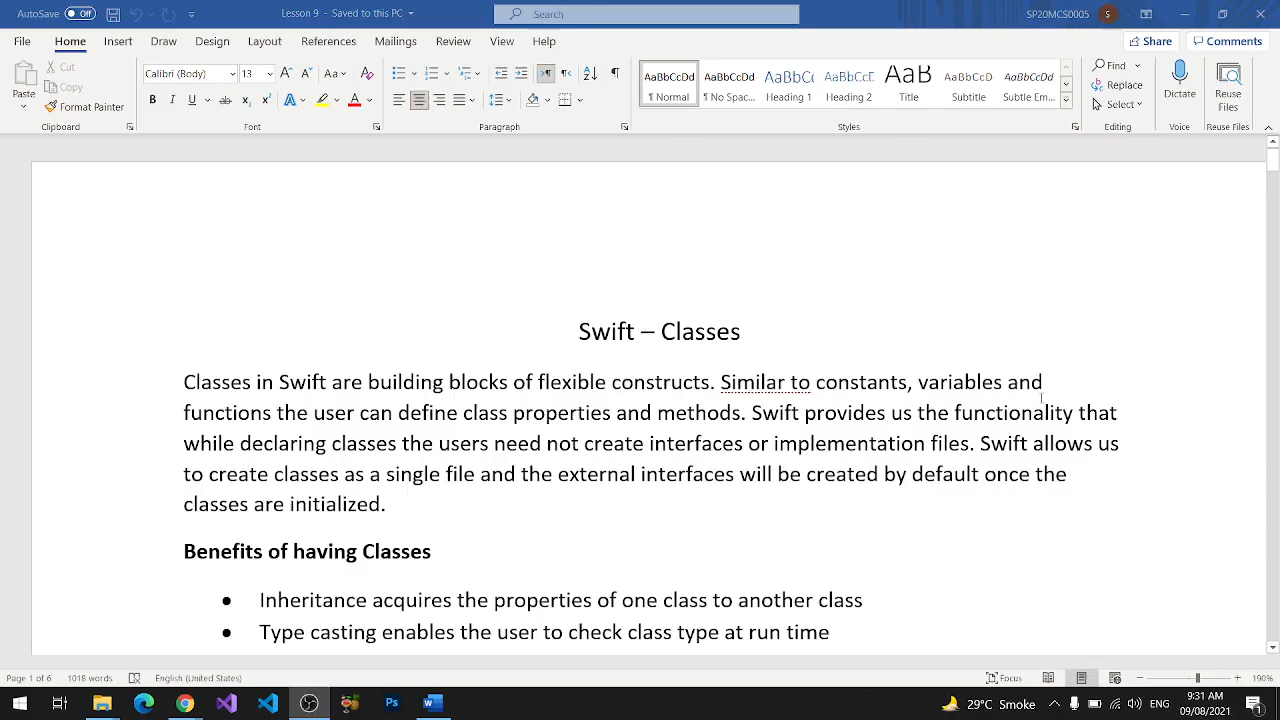 AutoSave Off Lesson 9 - Saved to this PC Search SP20MCS0005 S
File Home Insert Draw Design Layout References Mailings Review View Help Share Comments
Paste Cut Copy Format Painter
Calibri (Body) 13
AaBbCcDd AaBbCcDd AaBbCc AaBbCcC AaB AaBbCcD AaBbCcDd
¶ Normal ¶ No Spac... Heading 1 Heading 2 Title Subtitle Subtle Em...
Find Replace Select
Dictate Reuse Files
Clipboard Font Paragraph Styles Editing Voice Reuse Files
Swift – Classes
Classes in Swift are building blocks of flexible constructs. Similar to constants, variables and
functions the user can define class properties and methods. Swift provides us the functionality that
while declaring classes the users need not create interfaces or implementation files. Swift allows us
to create classes as a single file and the external interfaces will be created by default once the
classes are initialized.
Benefits of having Classes
• Inheritance acquires the properties of one class to another class
• Type casting enables the user to check class type at run time
Page 1 of 6 1018 words English (United States) Focus 190%
29°C Smoke ENG 9:31 AM
09/08/2021